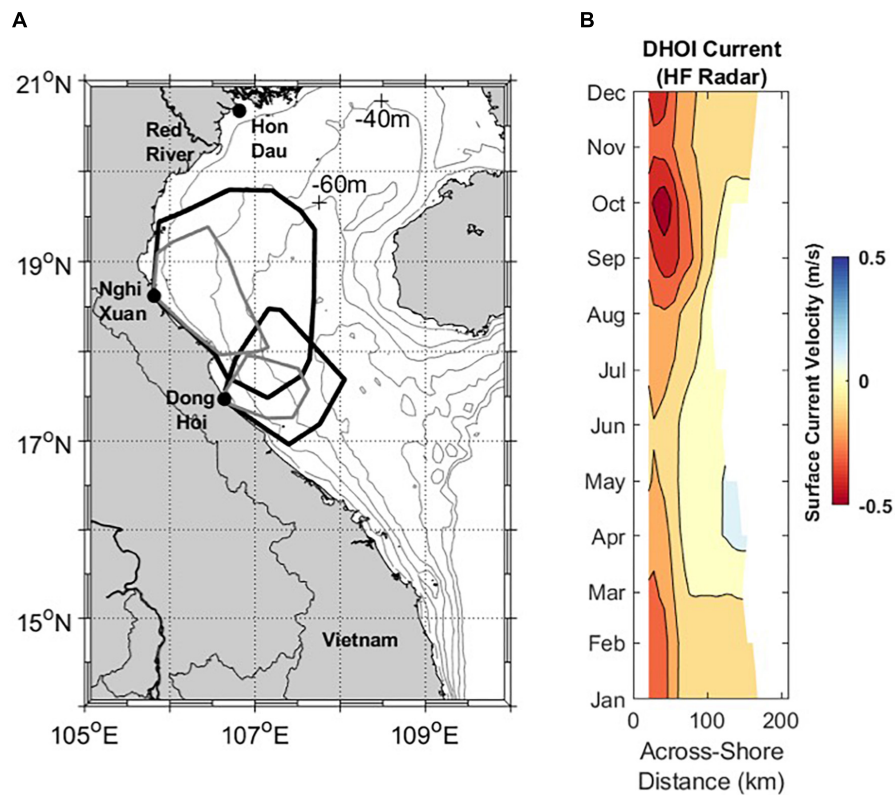 A
21°N
19°N
17°N
15°N
105°E
107°E
109°E
Red
River
Hon
Dau
-40m
-60m
Nghi
Xuan
Dong
Hoi
Vietnam
B
DHOI Current
(HF Radar)
Dec
Nov
Oct
Sep
Aug
Jul
Jun
May
Apr
Mar
Feb
Jan
0
100
200
Across-Shore
Distance (km)
0.5
0
-0.5
Surface Current Velocity (m/s)